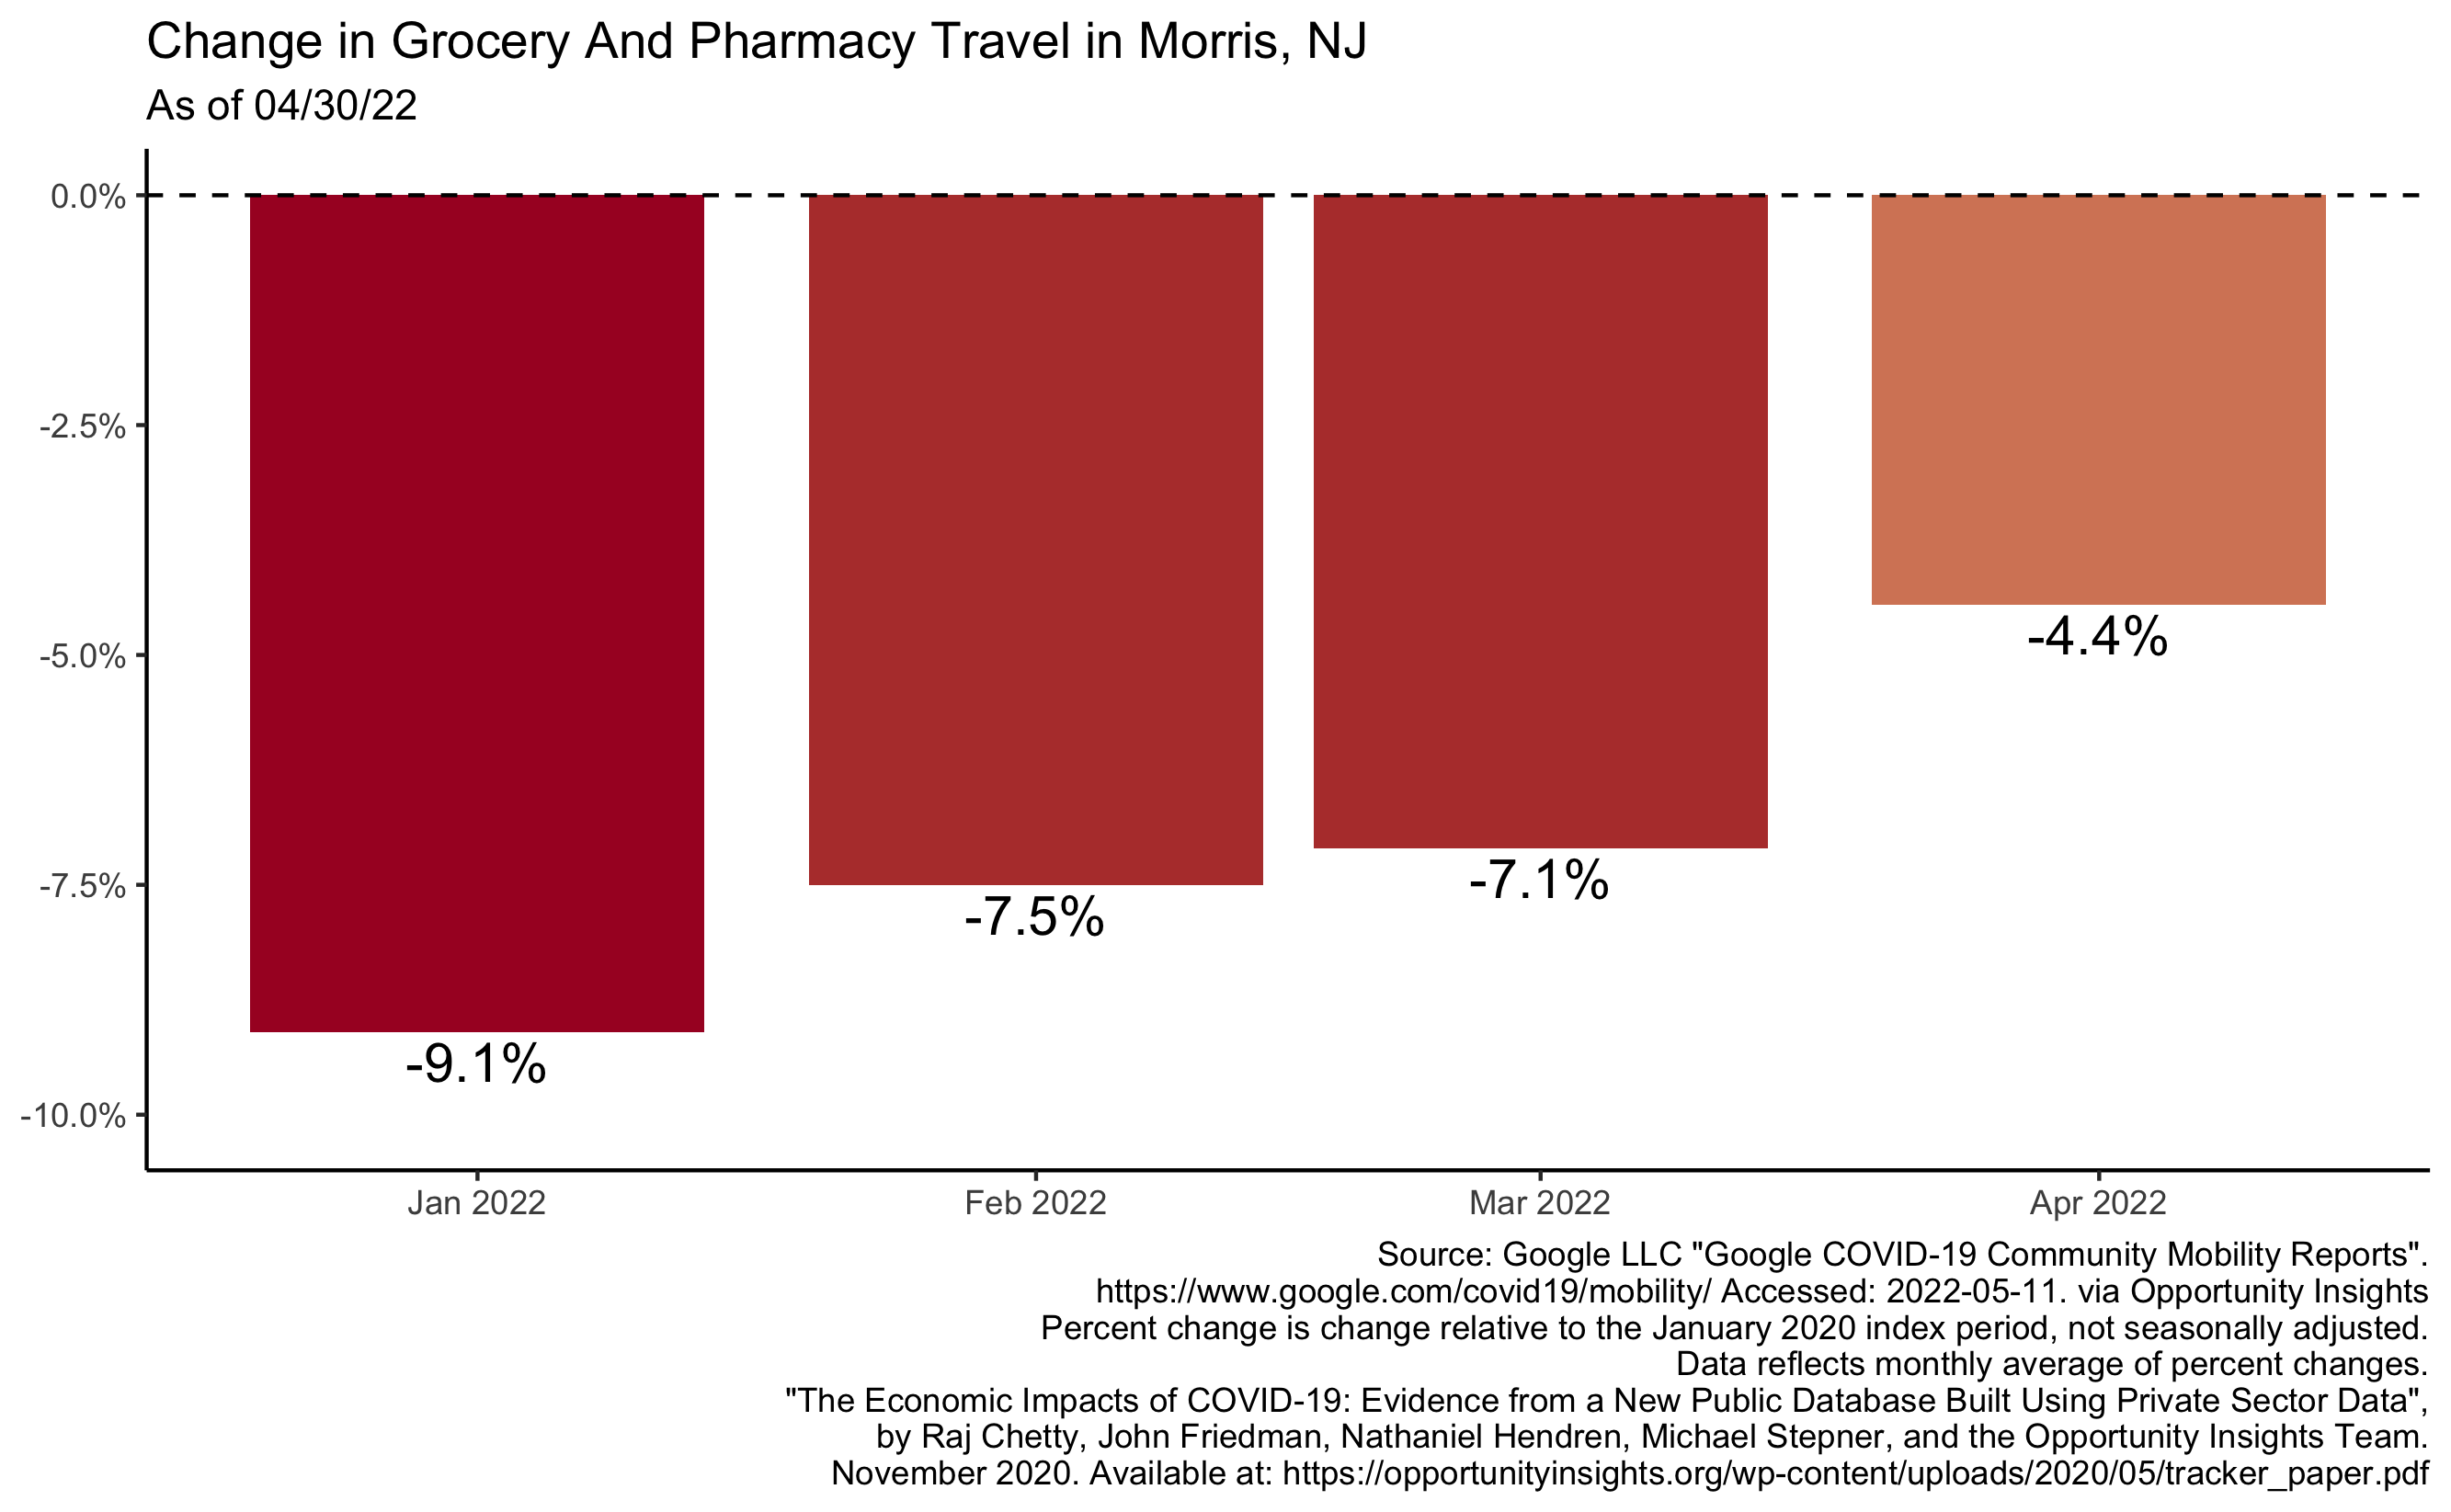 Change in Grocery And Pharmacy Travel in Morris, NJ
As of 04/30/22
0.0%
-2.5%
-5.0%
-7.5%
-10.0%
-9.1%
-7.5%
-7.1%
-4.4%
Jan 2022
Feb 2022
Mar 2022
Apr 2022
Source: Google LLC "Google COVID-19 Community Mobility Reports".
https://www.google.com/covid19/mobility/ Accessed: 2022-05-11. via Opportunity Insights
Percent change is change relative to the January 2020 index period, not seasonally adjusted.
Data reflects monthly average of percent changes.
"The Economic Impacts of COVID-19: Evidence from a New Public Database Built Using Private Sector Data",
by Raj Chetty, John Friedman, Nathaniel Hendren, Michael Stepner, and the Opportunity Insights Team.
November 2020. Available at: https://opportunityinsights.org/wp-content/uploads/2020/05/tracker_paper.pdf